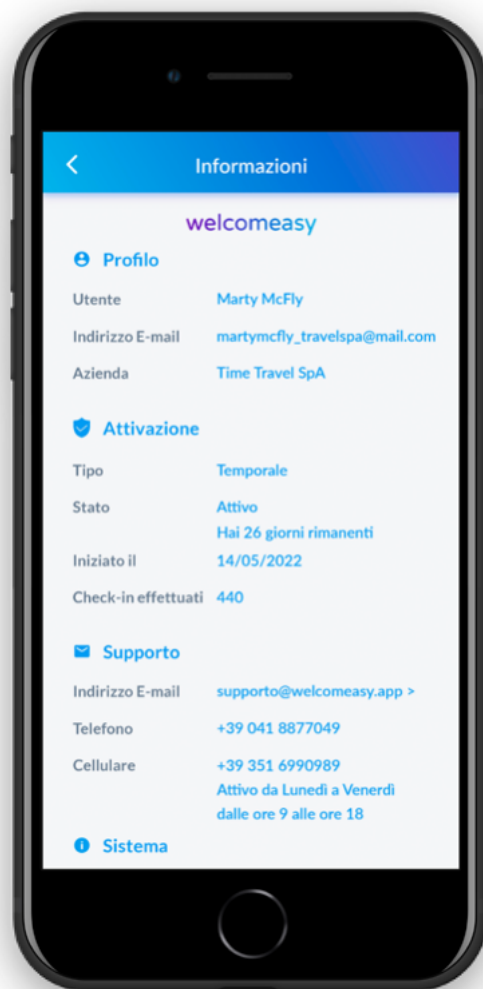 Informazioni
welcomeasy
Profilo
Utente Marty McFly
Indirizzo E-mail martymcfly_travelspa@mail.com
Azienda Time Travel SpA
Attivazione
Tipo Temporale
Stato Attivo
Hai 26 giorni rimanenti
Iniziato il 14/05/2022
Check-in effettuati 440
Supporto
Indirizzo E-mail supporto@welcomeasy.app >
Telefono +39 041 8877049
Cellulare +39 351 6990989
Attivo da Lunedì a Venerdì
dalle ore 9 alle ore 18
Sistema